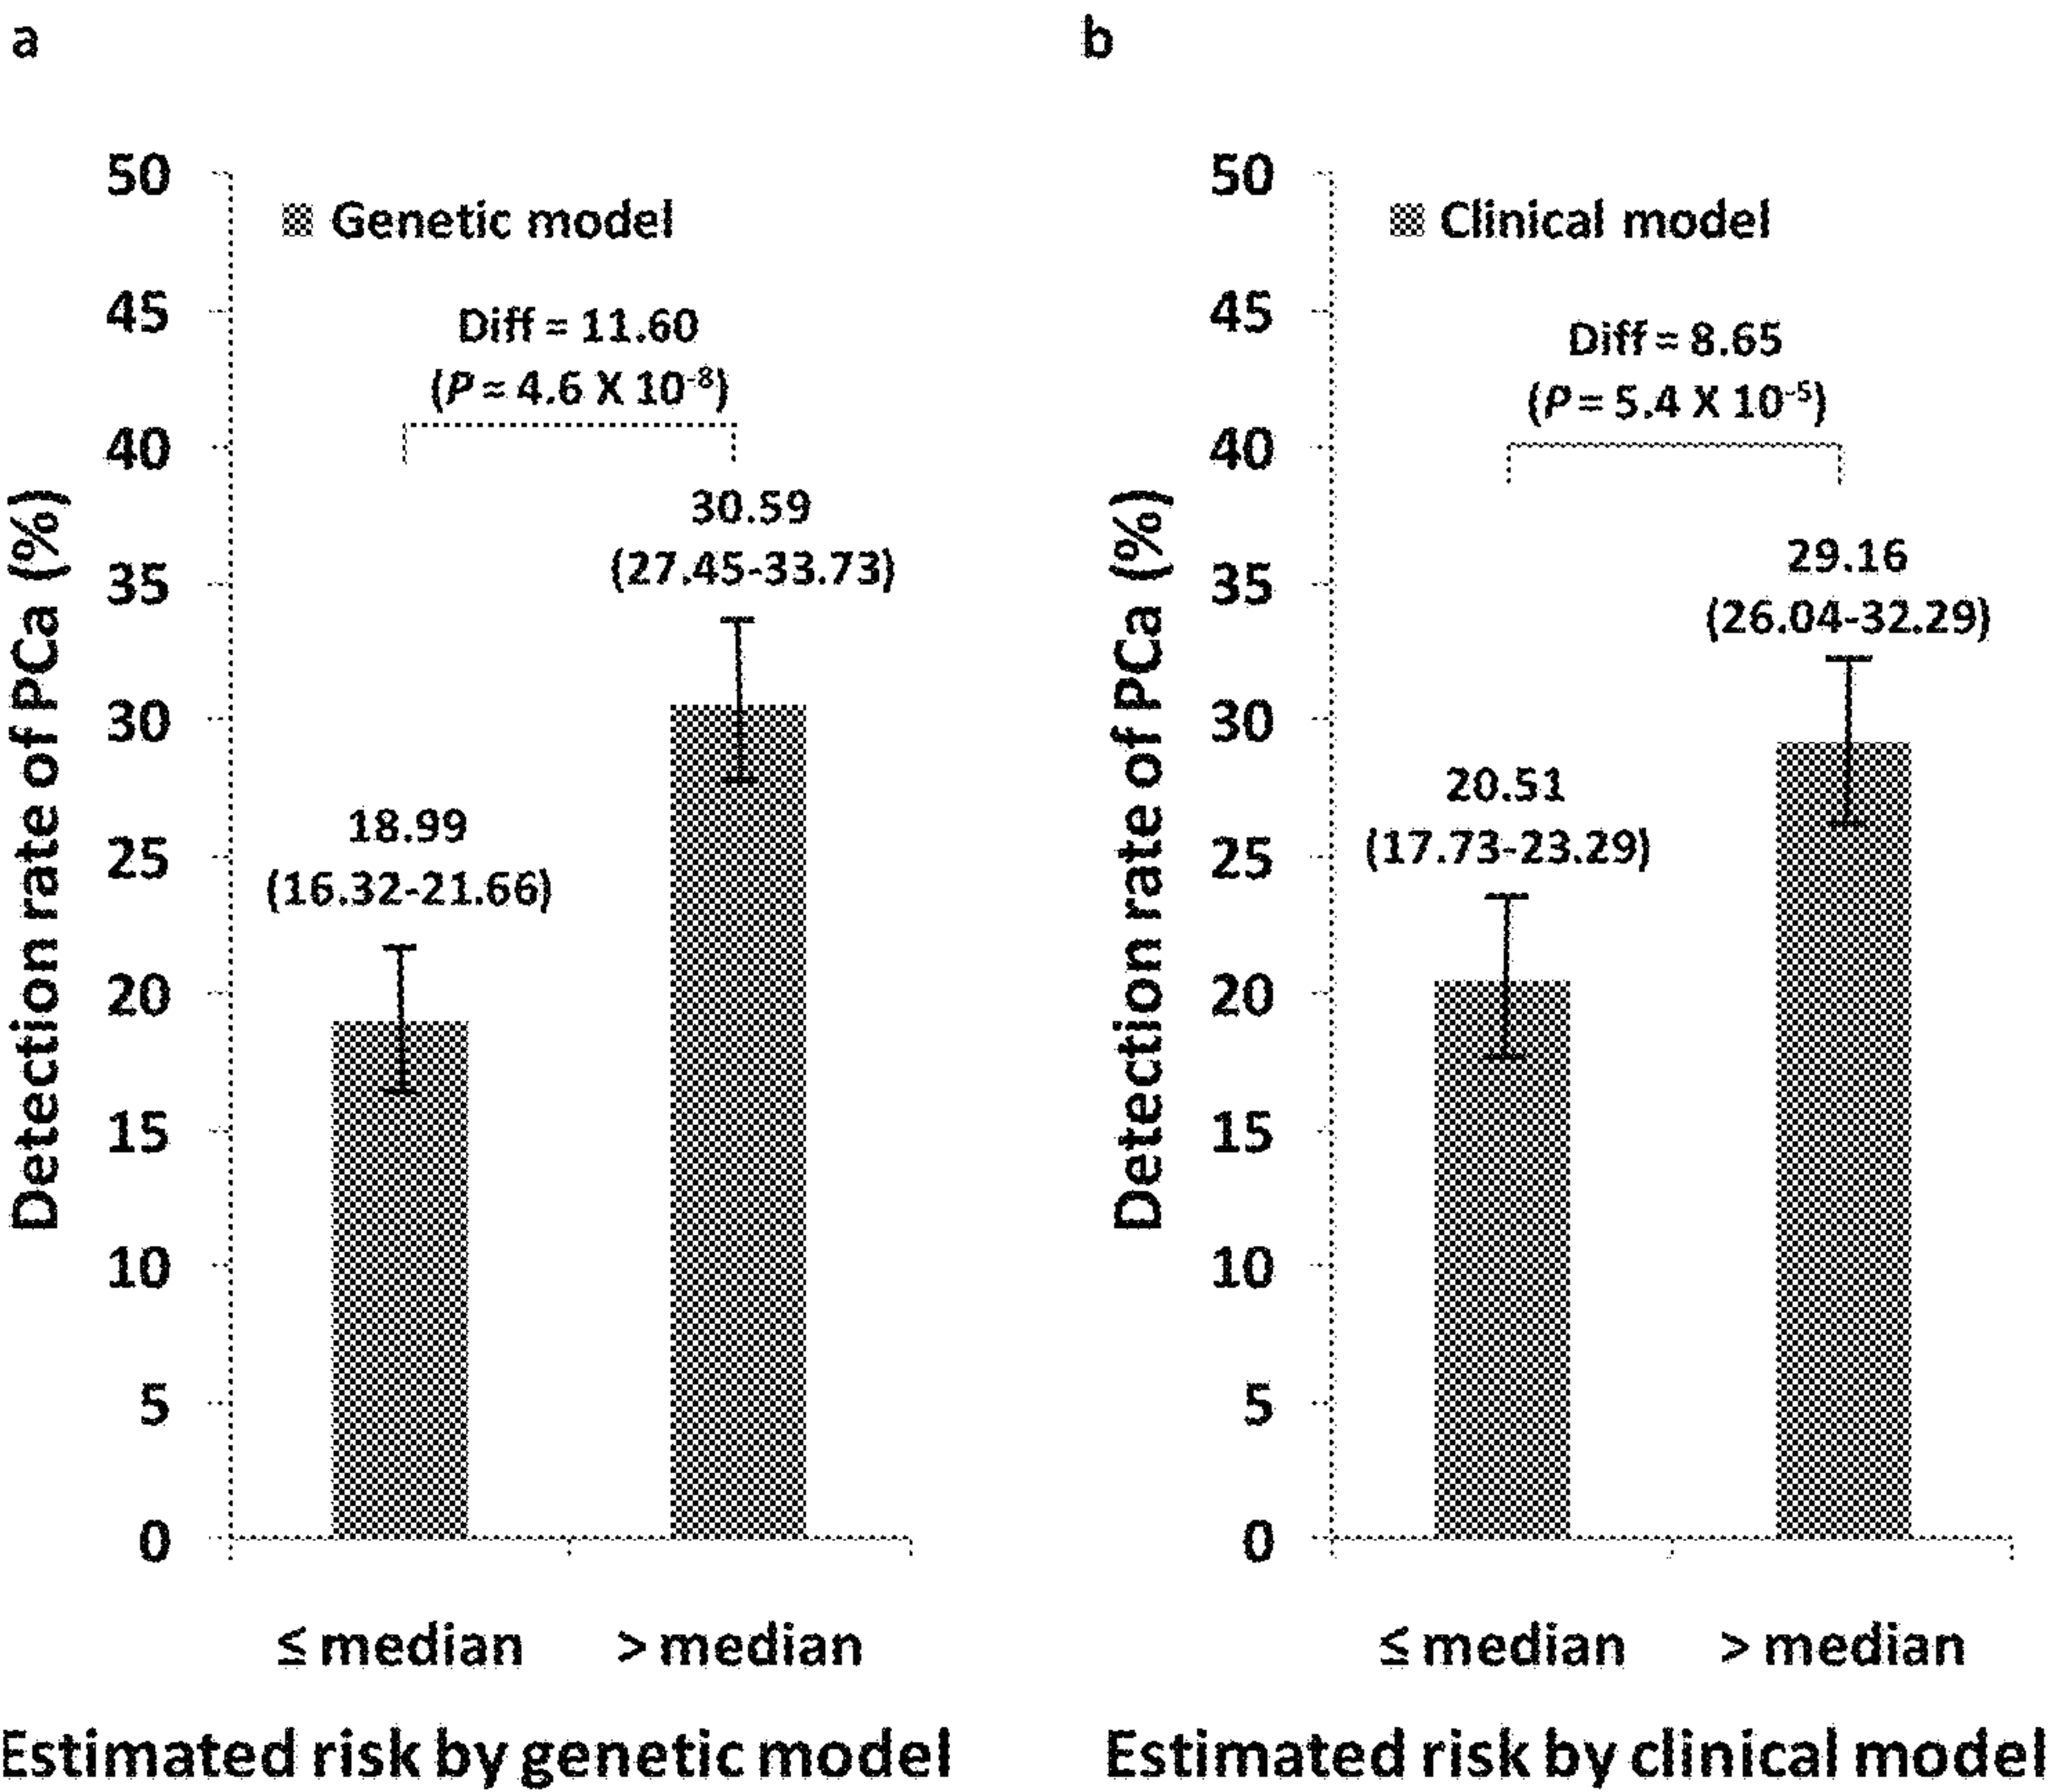 a
Detection rate of PCa (%)
50
45
40
35
30
25
20
15
10
5
0
Genetic model
Diff = 11.60
(P = 4.6 X 10⁻⁸)
18.99
(16.32-21.66)
30.59
(27.45-33.73)
≤ median
> median
Estimated risk by genetic model
b
Detection rate of PCa (%)
50
45
40
35
30
25
20
15
10
5
0
Clinical model
Diff = 8.65
(P = 5.4 X 10⁻⁵)
20.51
(17.73-23.29)
29.16
(26.04-32.29)
≤ median
> median
Estimated risk by clinical model